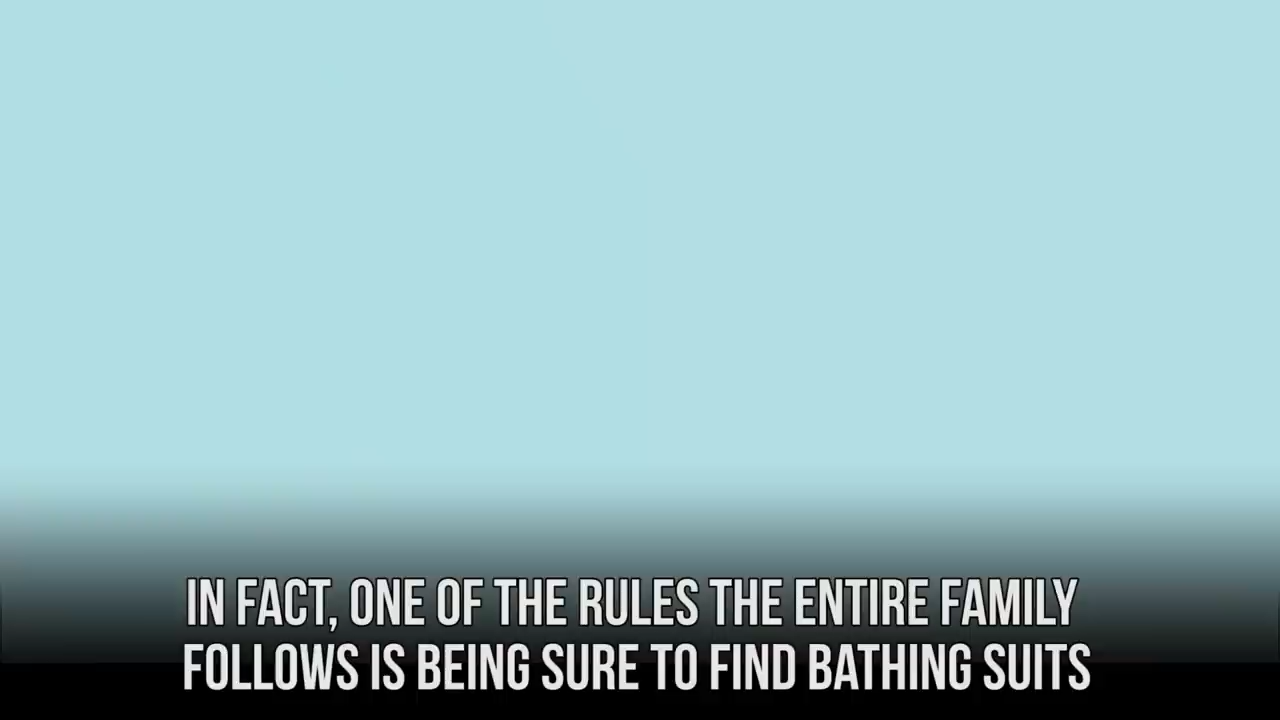 IN FACT, ONE OF THE RULES THE ENTIRE FAMILY
FOLLOWS IS BEING SURE TO FIND BATHING SUITS